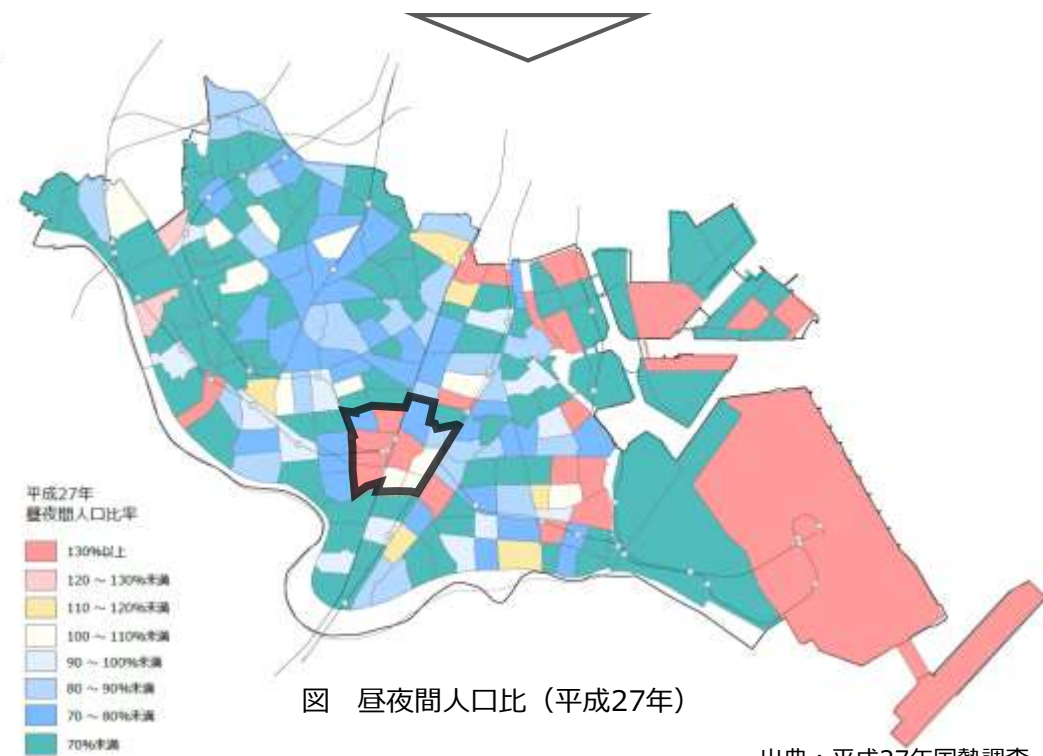 平成27年
昼夜間人口比率
130%以上
120 ～ 130%未満
110 ～ 120%未満
100 ～ 110%未満
90 ～ 100%未満
80 ～ 90%未満
70 ～ 80%未満
70%未満
図　昼夜間人口比（平成27年）
出典：平成27年国勢調査